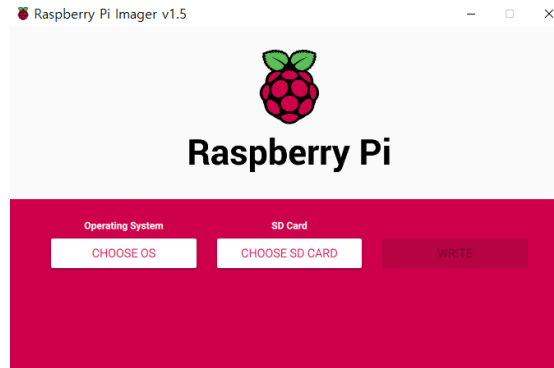 Raspberry Pi Imager v1.5
Raspberry Pi
Operating System
SD Card
CHOOSE OS
CHOOSE SD CARD
WRITE